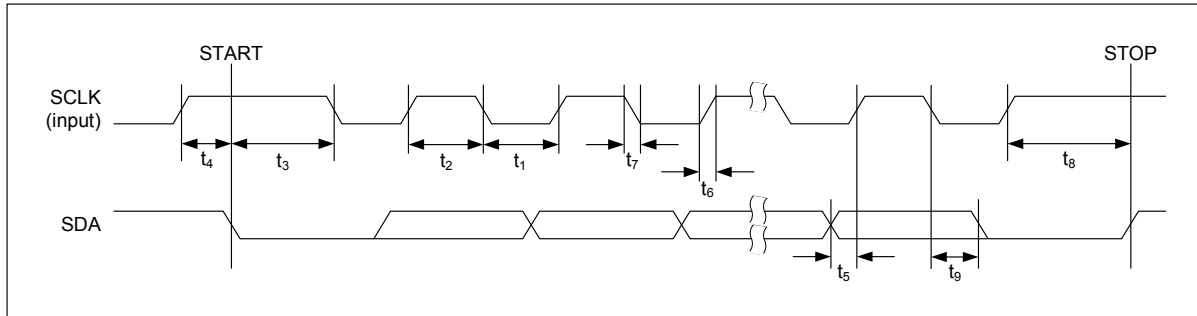 START
STOP
SCLK
(input)
t4
t3
t2
t1
t7
t6
t8
SDA
t5
t9